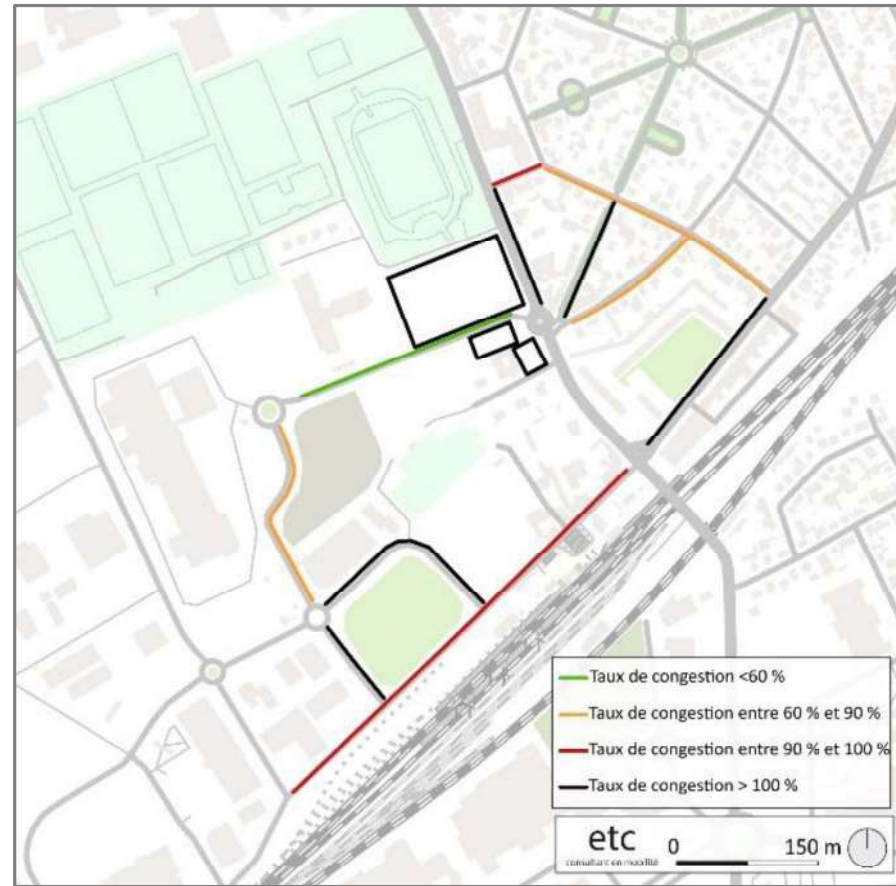 Taux de congestion <60 %
Taux de congestion entre 60 % et 90 %
Taux de congestion entre 90 % et 100 %
Taux de congestion > 100 %
etc
consultant en mobilité
0 150 m